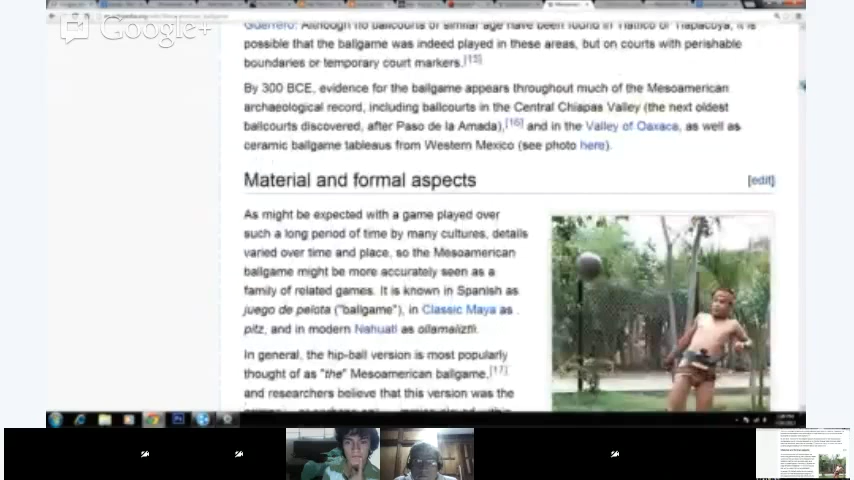 Google+
Guerrero. Although no ballcourts of similar age have been found in Tlatilco or Tlapacoya, it is
possible that the ballgame was indeed played in these areas, but on courts with perishable
boundaries or temporary court markers.[15]
By 300 BCE, evidence for the ballgame appears throughout much of the Mesoamerican
archaeological record, including ballcourts in the Central Chiapas Valley (the next oldest
ballcourts discovered, after Paso de la Amada),[16] and in the Valley of Oaxaca, as well as
ceramic ballgame tableaus from Western Mexico (see photo here).
Material and formal aspects
[edit]
As might be expected with a game played over
such a long period of time by many cultures, details
varied over time and place, so the Mesoamerican
ballgame might be more accurately seen as a
family of related games. It is known in Spanish as
juego de pelota ("ballgame"), in Classic Maya as
pitz, and in modern Nahuatl as ollamaliztli.
In general, the hip-ball version is most popularly
thought of as "the" Mesoamerican ballgame,[17]
and researchers believe that this version was the